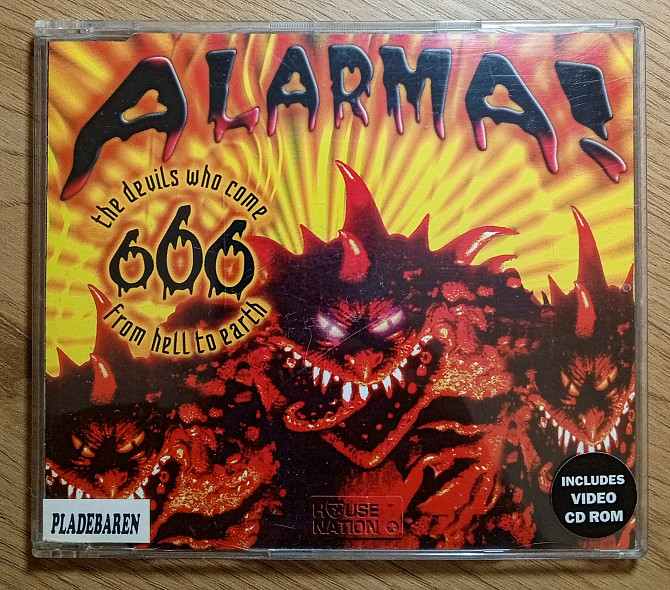 ALARMA!
the devils who come
666
from hell to earth
HOUSE
NATION
INCLUDES
VIDEO
CD ROM
PLADEBAREN